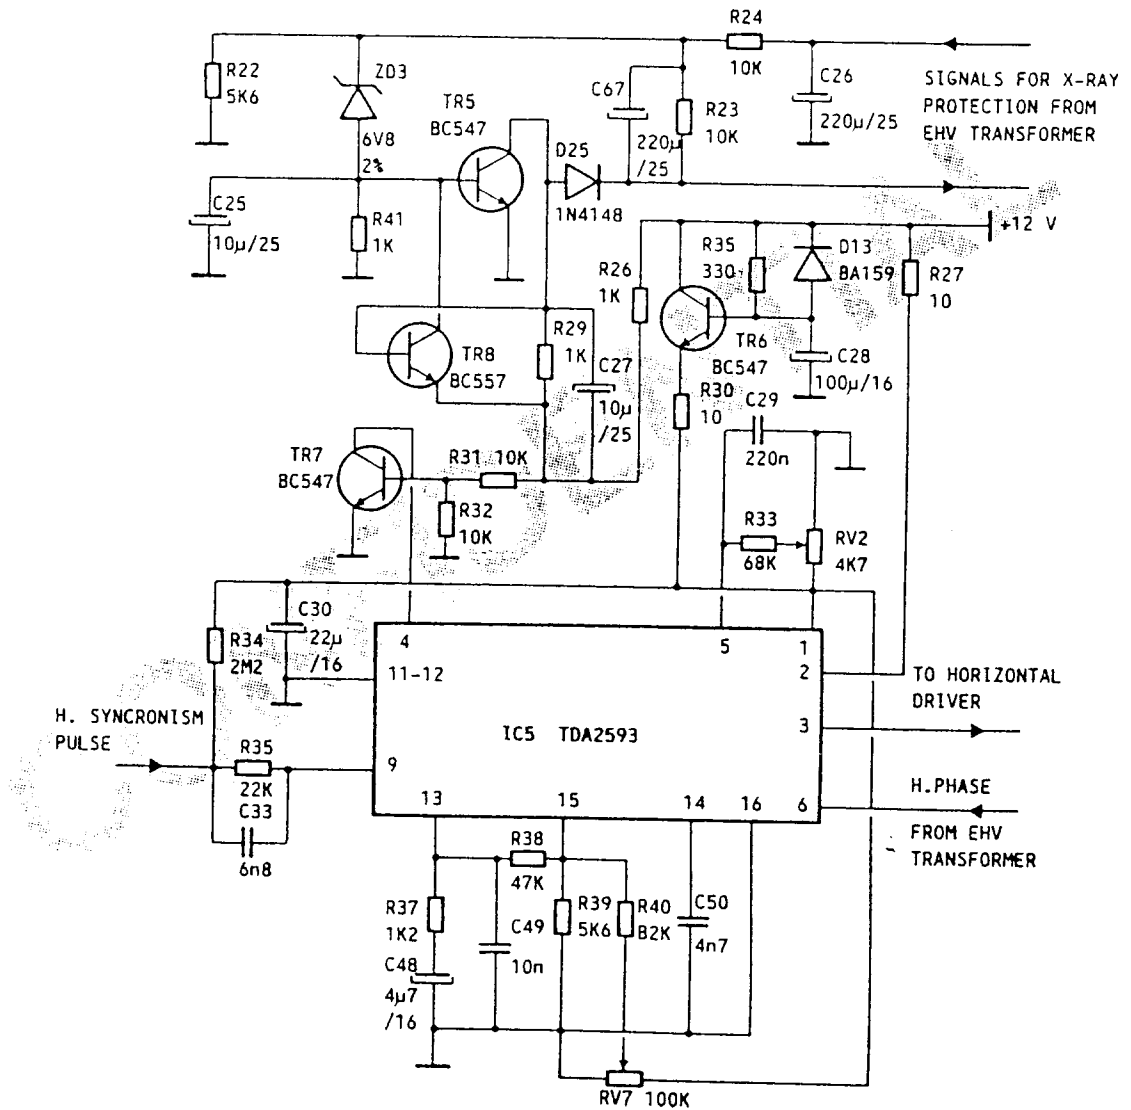 R24
10K
R22
5K6
ZD3
6V8
2%
TR5
BC547
C67
220µ
/25
R23
10K
C26
220µ/25
SIGNALS FOR X-RAY
PROTECTION FROM
EHV TRANSFORMER
D25
1N4148
C25
10µ/25
R41
1K
+12 V
R26
1K
R35
330
D13
BA159
R27
10
TR8
BC557
R29
1K
C27
10µ
/25
TR6
BC547
C28
100µ/16
R30
10
C29
220n
TR7
BC547
R31 10K
R32
10K
R33
68K
RV2
4K7
R34
2M2
C30
22µ
/16
4
5
1
11-12
2
TO HORIZONTAL
DRIVER
H. SYNCRONISM
PULSE
IC5 TDA2593
3
R35
22K
C33
6n8
9
H.PHASE
6
FROM EHV
TRANSFORMER
13
15
14
16
R38
47K
R37
1K2
C49
10n
R39
5K6
R40
B2K
C50
4n7
C48
4µ7
/16
RV7 100K